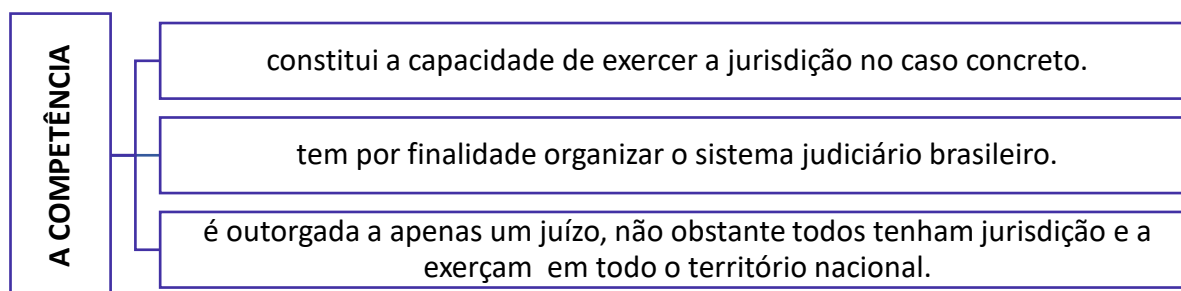 A COMPETÊNCIA
constitui a capacidade de exercer a jurisdição no caso concreto.
tem por finalidade organizar o sistema judiciário brasileiro.
é outorgada a apenas um juízo, não obstante todos tenham jurisdição e a
exerçam em todo o território nacional.